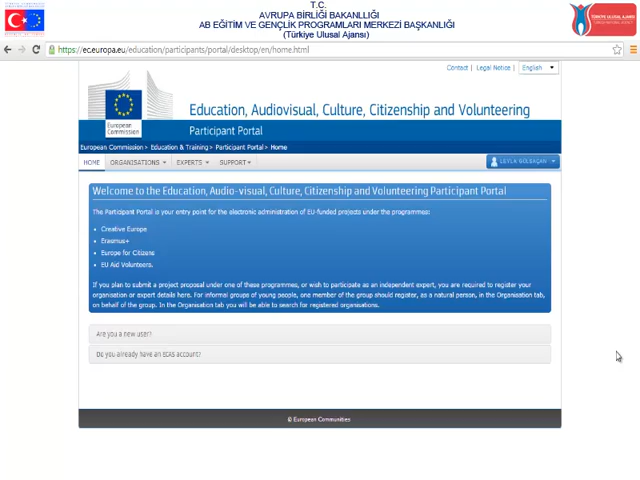 T.C.
AVRUPA BİRLİĞİ BAKANLIĞI
AB EĞİTİM VE GENÇLİK PROGRAMLARI MERKEZİ BAŞKANLIĞI
(Türkiye Ulusal Ajansı)
TÜRKİYE ULUSAL AJANSI
https://ec.europa.eu/education/participants/portal/desktop/en/home.html
Contact | Legal Notice | English
Education, Audiovisual, Culture, Citizenship and Volunteering
European
Commission
Participant Portal
European Commission > Education & Training > Participant Portal > Home
HOME ORGANISATIONS EXPERTS SUPPORT
LEYLA
Welcome to the Education, Audio-visual, Culture, Citizenship and Volunteering Participant Portal
The Participant Portal is your entry point for the electronic administration of EU-funded projects under the programmes:
Creative Europe
Erasmus+
Europe for Citizens
EU Aid Volunteers.
If you plan to submit a project proposal under one of these programmes, or wish to participate as an independent expert, you are required to register your
organisation or expert details here. For informal groups of young people, one member of the group should register, as a natural person, in the Organisation tab,
on behalf of the group. In the Organisation tab you will be able to search for registered organisations.
Are you a new user?
Do you already have an ECAS account?
© European Communities